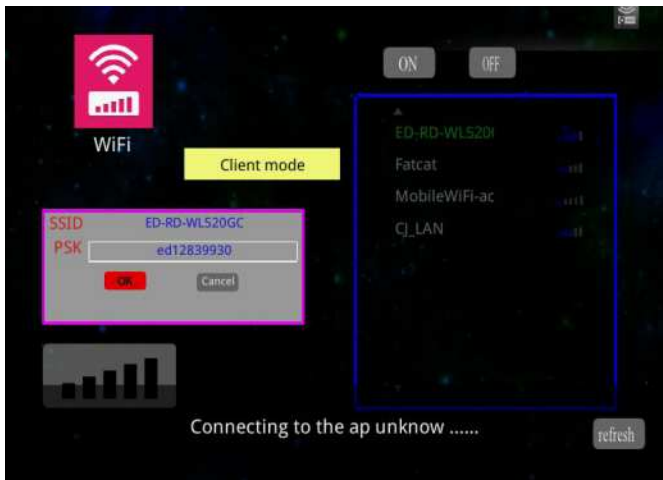 ON
OFF
WiFi
Client mode
ED-RD-WL520
Fatcat
MobileWiFi-ac
CJ_LAN
SSID ED-RD-WL520GC
PSK ed12839930
OK Cancel
Connecting to the ap unknow ......
refresh